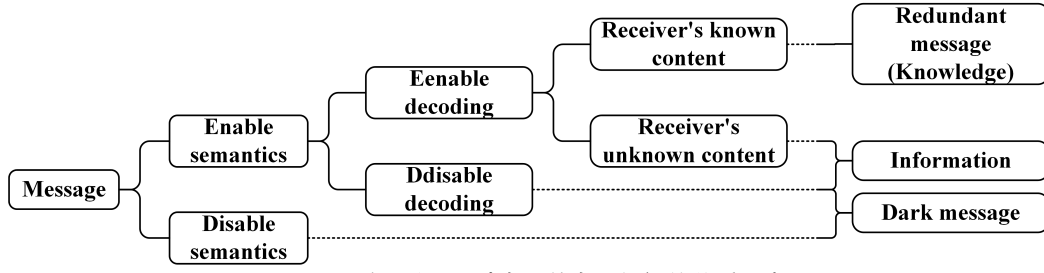 Message
Enable
semantics
Disable
semantics
Eenable
decoding
Ddisable
decoding
Receiver's known
content
Receiver's
unknown content
Redundant
message
(Knowledge)
Information
Dark message